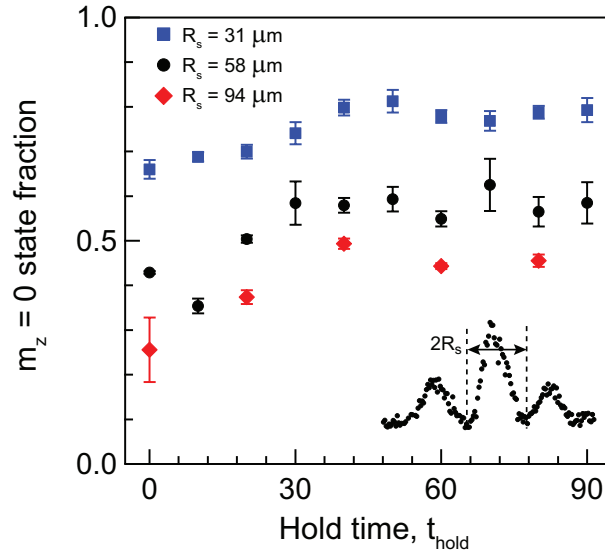 1.0
R_s = 31 μm
R_s = 58 μm
R_s = 94 μm
m_z = 0 state fraction
0.5
2R_s
0.0
0 30 60 90
Hold time, t_hold